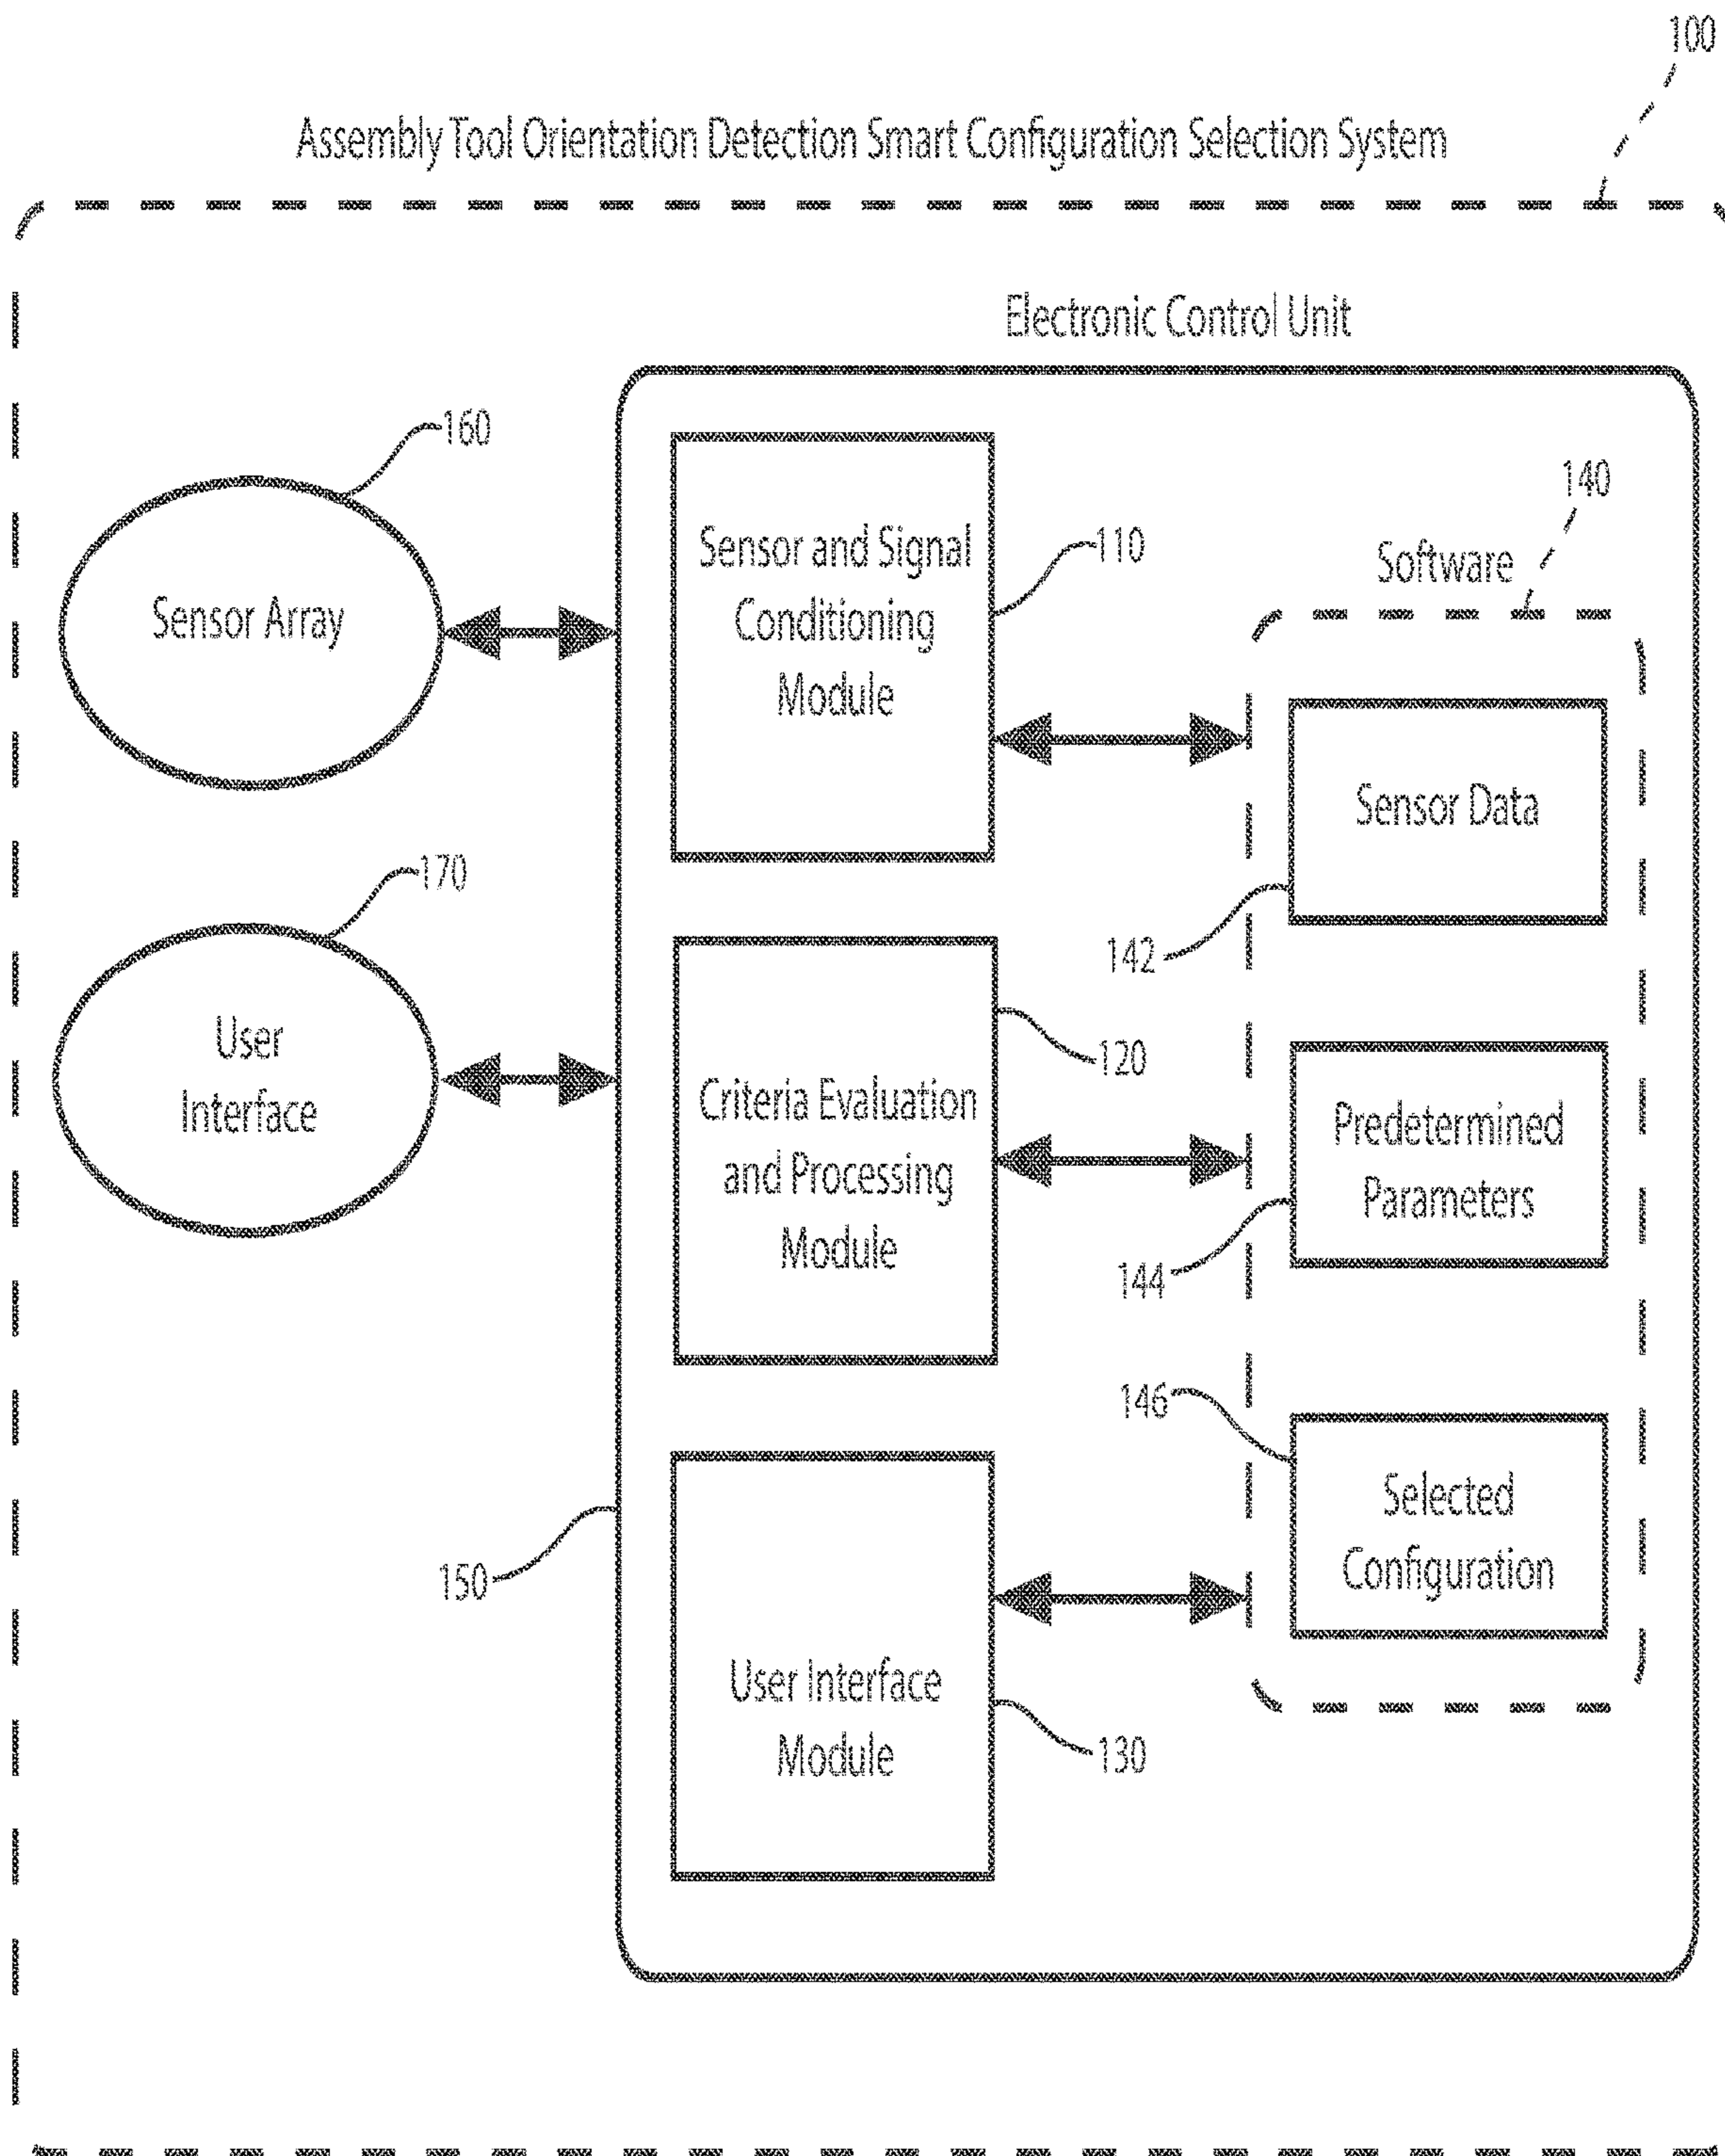 100
Assembly Tool Orientation Detection Smart Configuration Selection System
Electronic Control Unit
160
Sensor Array
170
User
Interface
150
Sensor and Signal
Conditioning
Module
110
Criteria Evaluation
and Processing
Module
120
User Interface
Module
130
140
Software
Sensor Data
142
Predetermined
Parameters
144
146
Selected
Configuration